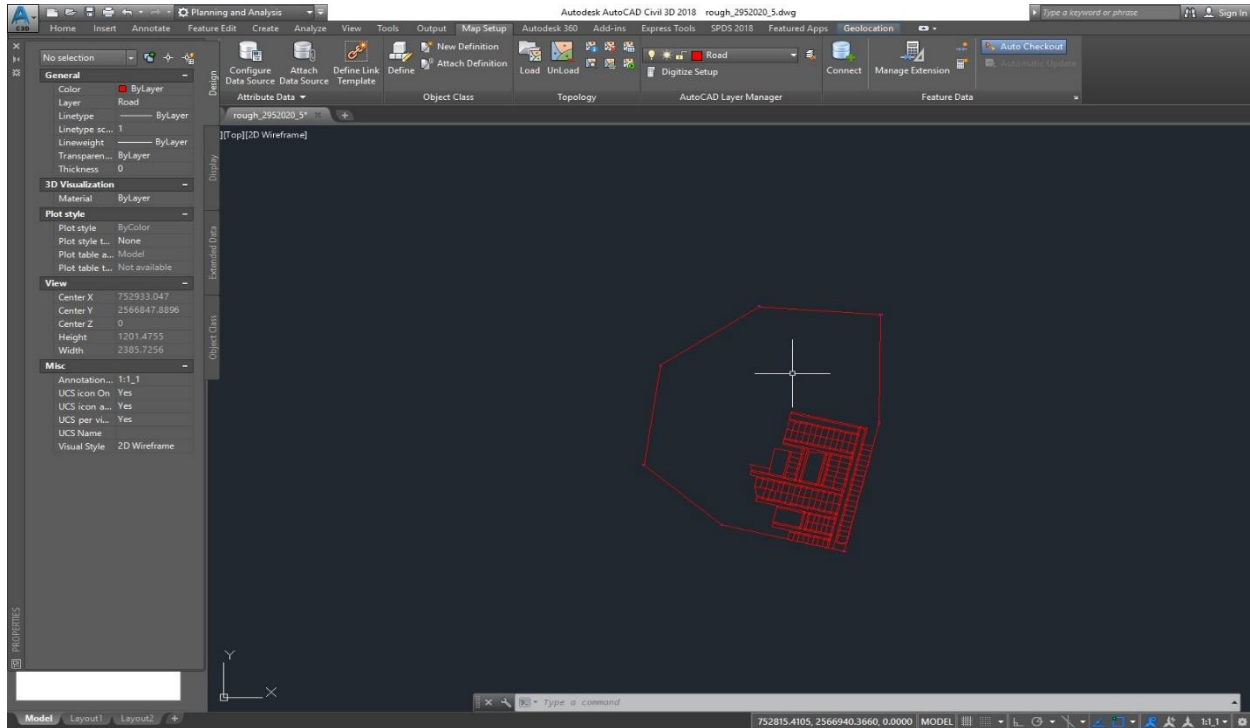 Planning and Analysis
Autodesk AutoCAD Civil 3D 2018 rough_2952020_5.dwg
Type a keyword or phrase
Sign In
C3D
Home Insert Annotate Feature Edit Create Analyze View Tools Output Map Setup Autodesk 360 Add-ins Express Tools SPDS 2018 Featured Apps Geolocation
Configure Data Source
Attach Data Source
Define Link Template
Attribute Data
Define
New Definition
Attach Definition
Object Class
Load UnLoad
Topology
Road
Digitize Setup
AutoCAD Layer Manager
Connect
Manage Extension
Auto Checkout
Automatic Update
Feature Data
rough_2952020_5*
][Top][2D Wireframe]
No selection
General
Color ByLayer
Layer Road
Linetype ByLayer
Linetype sc... 1
Lineweight ByLayer
Transparen... ByLayer
Thickness 0
3D Visualization
Material ByLayer
Plot style
Plot style ByColor
Plot style t... None
Plot table a... Model
Plot table t... Not available
View
Center X 752933.047
Center Y 2566847.8896
Center Z 0
Height 1201.4755
Width 2385.7256
Misc
Annotation... 1:1_1
UCS icon On Yes
UCS icon a... Yes
UCS per vi... Yes
UCS Name
Visual Style 2D Wireframe
Design
Display
Extended Data
Object Class
PROPERTIES
Y
X
Type a command
Model Layout1 Layout2 +
752815.4105, 2566940.3660, 0.0000 MODEL
1:1_1